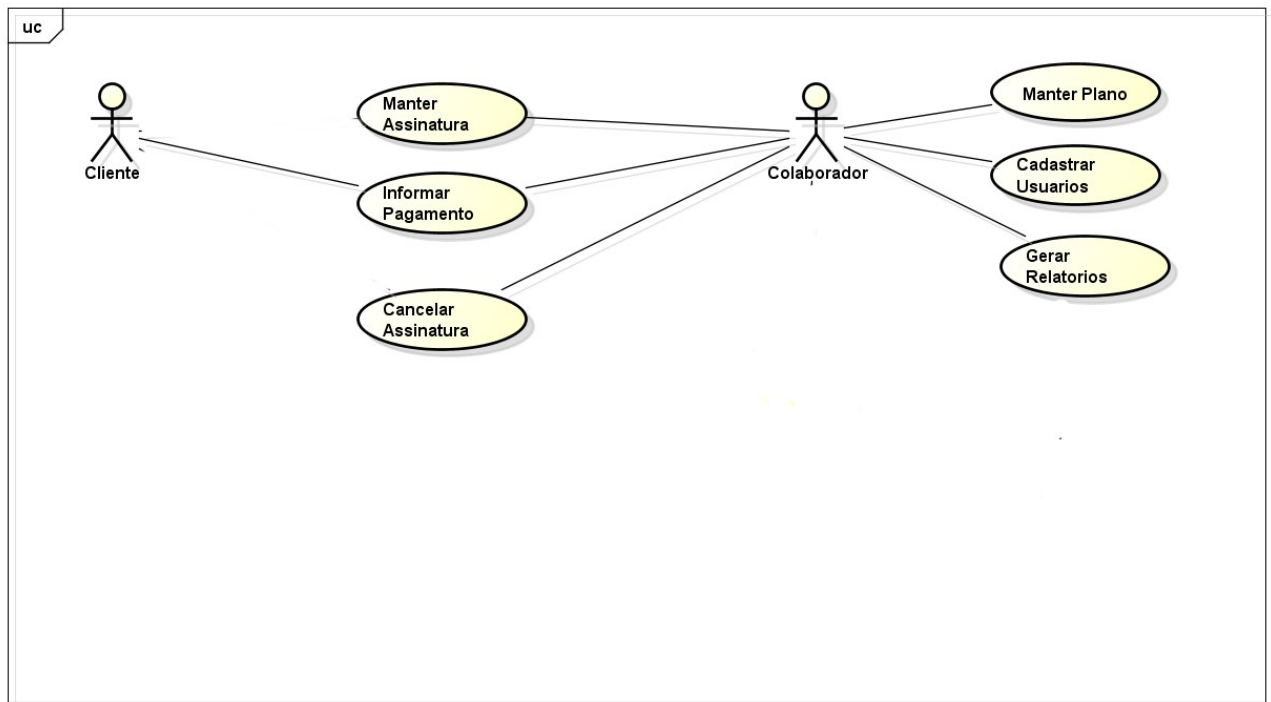 uc
Cliente
Manter
Assinatura
Informar
Pagamento
Cancelar
Assinatura
Colaborador
Manter Plano
Cadastrar
Usuarios
Gerar
Relatorios